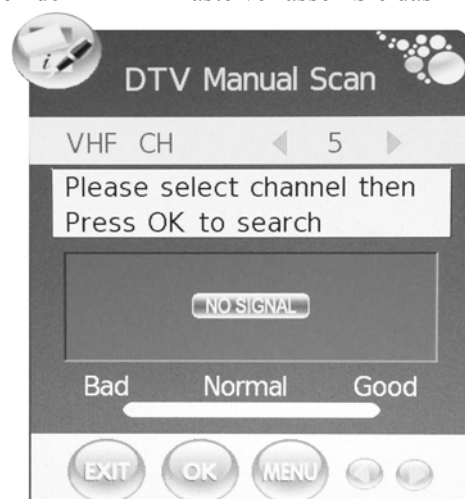 DTV Manual Scan
VHF CH 5
Please select channel then
Press OK to search
NO SIGNAL
Bad Normal Good
EXIT OK MENU